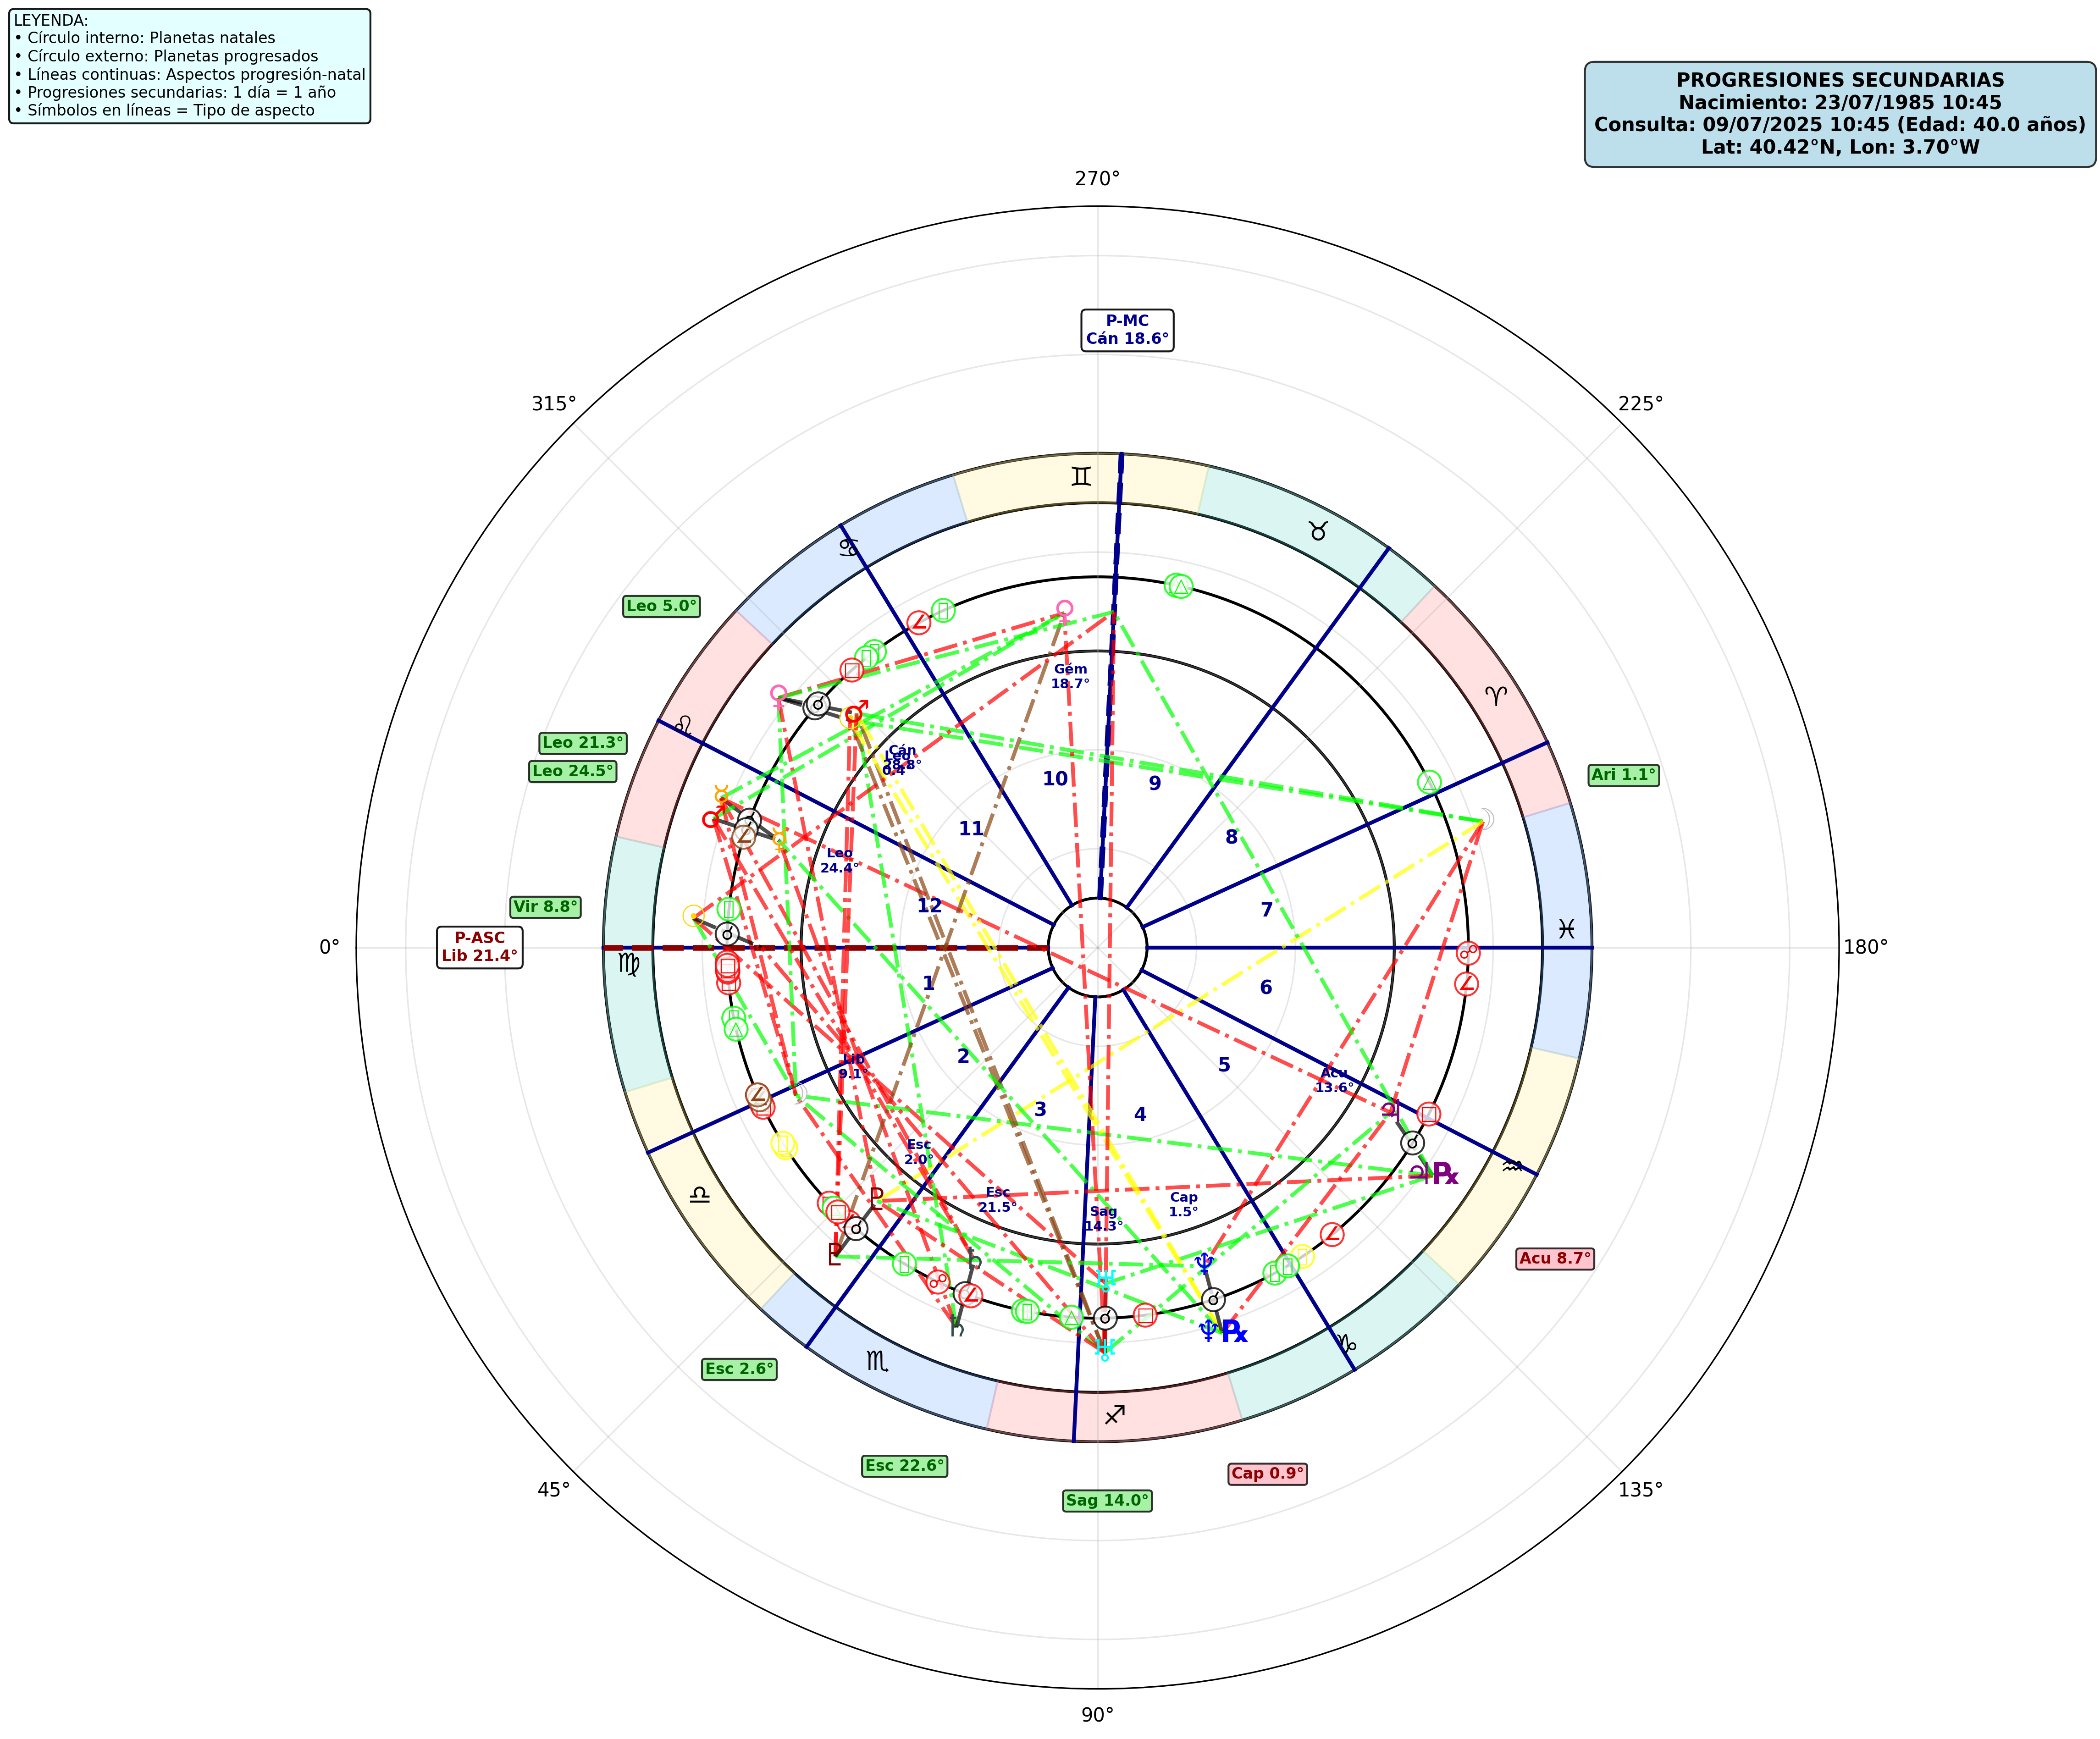 LEYENDA:
• Círculo interno: Planetas natales
• Círculo externo: Planetas progresados
• Líneas continuas: Aspectos progresión-natal
• Progresiones secundarias: 1 día = 1 año
• Símbolos en líneas = Tipo de aspecto
PROGRESIONES SECUNDARIAS
Nacimiento: 23/07/1985 10:45
Consulta: 09/07/2025 10:45 (Edad: 40.0 años)
Lat: 40.42°N, Lon: 3.70°W
270°
315°
225°
P-MC
Cán 18.6°
♊
♉
♋
♈
♌
Leo 5.0°
Gém
18.7°
Leo 21.3°
Leo 24.5°
Cán
Leo
0.4°
Ari 1.1°
10
9
11
8
Leo
24.4°
12
7
Vir 8.8°
P-ASC
Lib 21.4°
0°
180°
♍
♓
1
6
2
5
3
4
Lib
9.1°
Acu
13.6°
Esc
2.0°
Esc
21.5°
Cap
1.5°
Sag
14.3°
♒
♎
℞
℞
Acu 8.7°
♑
♏
♐
Esc 2.6°
Esc 22.6°
Cap 0.9°
Sag 14.0°
45°
135°
90°